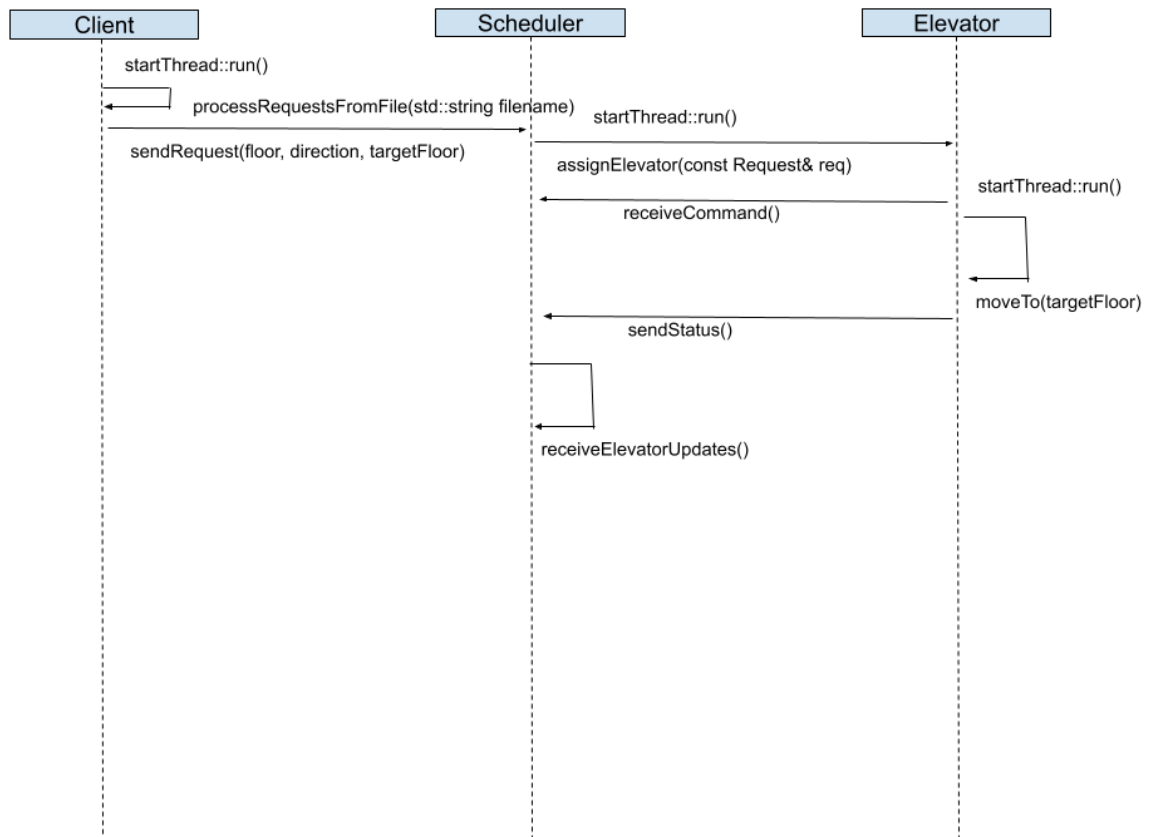 Client
Scheduler
Elevator
startThread::run()
processRequestsFromFile(std::string filename)
sendRequest(floor, direction, targetFloor)
startThread::run()
assignElevator(const Request& req)
startThread::run()
receiveCommand()
moveTo(targetFloor)
sendStatus()
receiveElevatorUpdates()